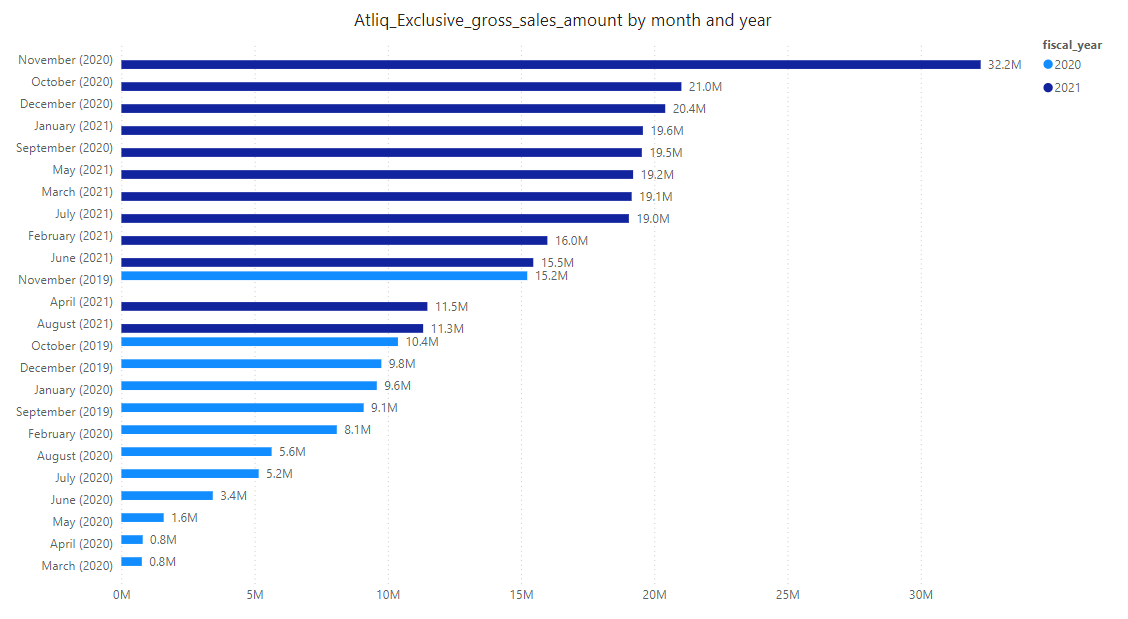 Atliq_Exclusive_gross_sales_amount by month and year
fiscal_year
2020
2021
November (2020) 32.2M
October (2020) 21.0M
December (2020) 20.4M
January (2021) 19.6M
September (2020) 19.5M
May (2021) 19.2M
March (2021) 19.1M
July (2021) 19.0M
February (2021) 16.0M
June (2021) 15.5M
November (2019) 15.2M
April (2021) 11.5M
August (2021) 11.3M
October (2019) 10.4M
December (2019) 9.8M
January (2020) 9.6M
September (2019) 9.1M
February (2020) 8.1M
August (2020) 5.6M
July (2020) 5.2M
June (2020) 3.4M
May (2020) 1.6M
April (2020) 0.8M
March (2020) 0.8M
0M 5M 10M 15M 20M 25M 30M